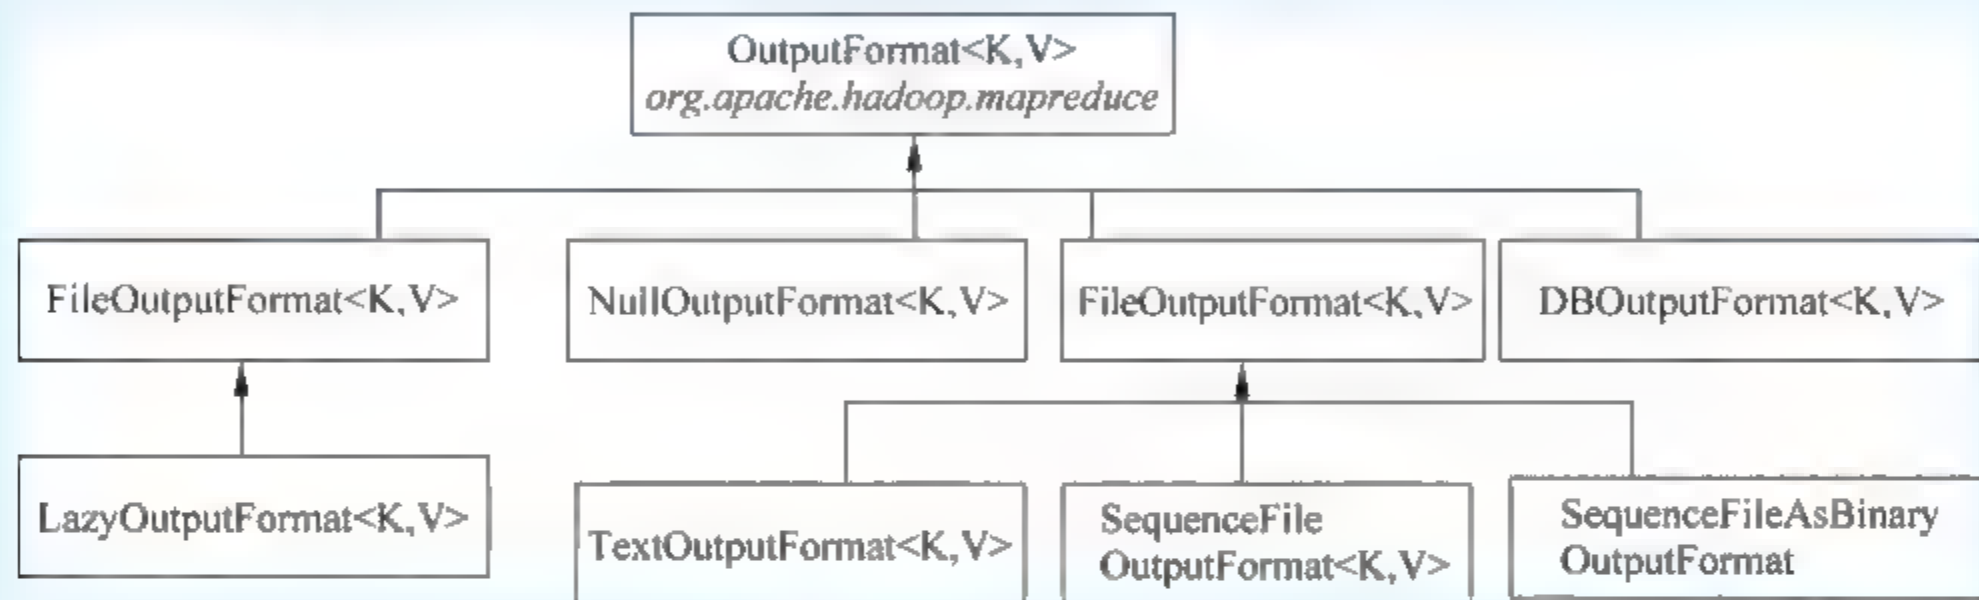 OutputFormat<K,V>
org.apache.hadoop.mapreduce
FileOutputFormat<K,V>
NullOutputFormat<K,V>
FileOutputFormat<K,V>
DBOutputFormat<K,V>
LazyOutputFormat<K,V>
TextOutputFormat<K,V>
SequenceFile
OutputFormat<K,V>
SequenceFileAsBinary
OutputFormat